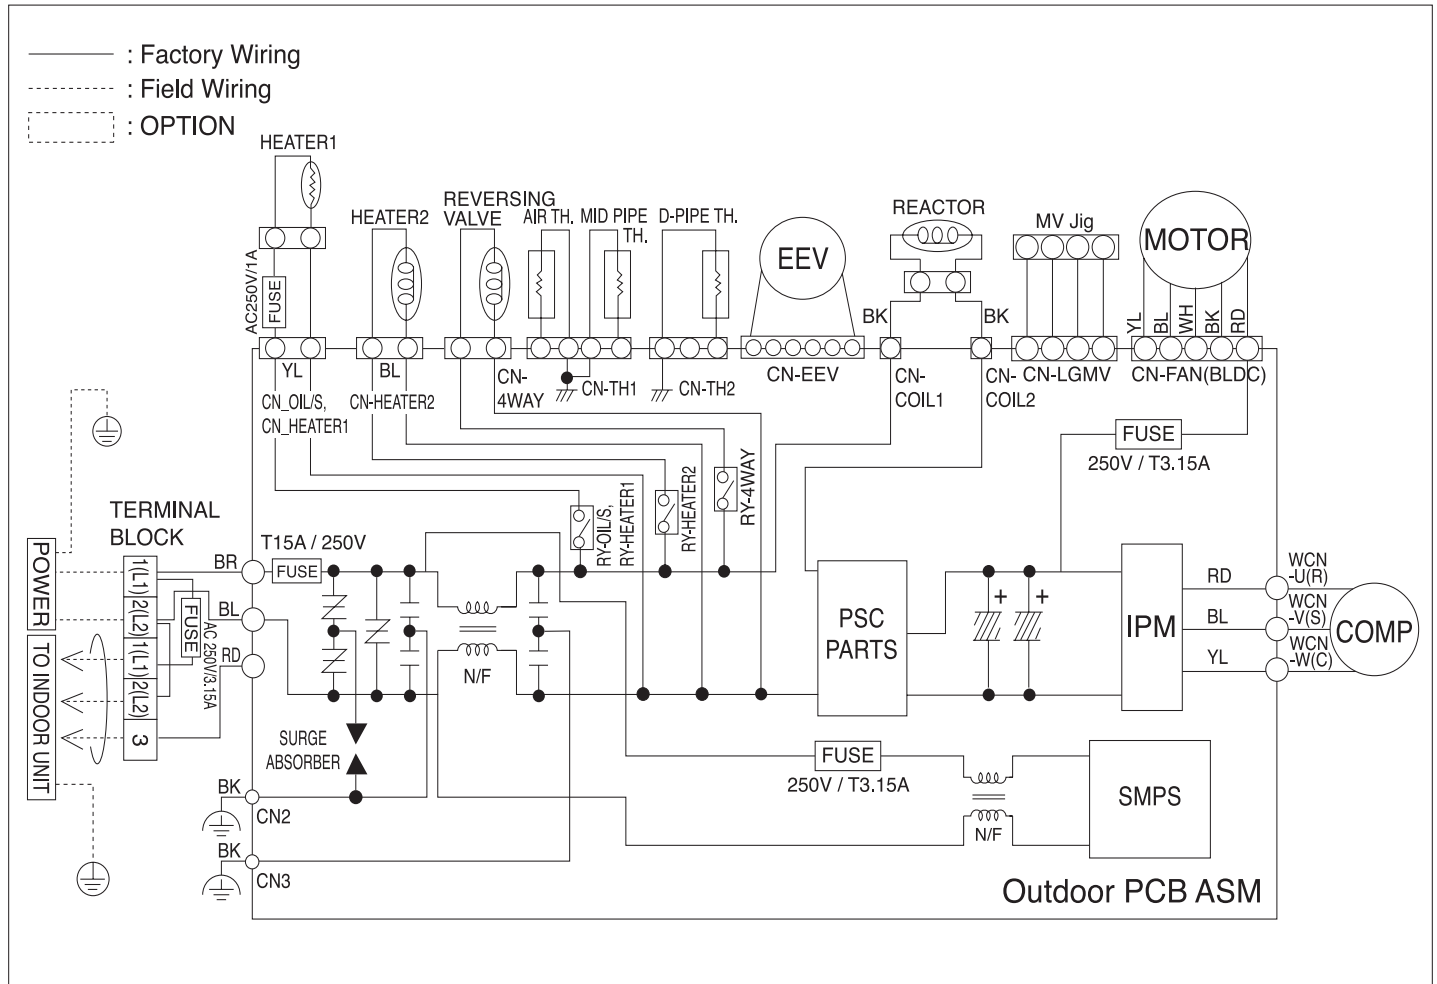 : Factory Wiring
: Field Wiring
: OPTION
HEATER1
HEATER2
REVERSING
VALVE
AIR TH.
MID PIPE
TH.
D-PIPE TH.
EEV
REACTOR
MV Jig
MOTOR
AC250V/1A
FUSE
BK
BK
YL
BL
WH
BK
RD
YL
BL
CN-
4WAY
CN-TH1
CN-TH2
CN-EEV
CN-
COIL1
CN-
COIL2
CN-LGMV
CN-FAN(BLDC)
CN_OIL/S,
CN_HEATER1
CN-HEATER2
FUSE
250V / T3.15A
RY-OIL/S,
RY-HEATER1
RY-HEATER2
RY-4WAY
TERMINAL
BLOCK
POWER
TO INDOOR UNIT
1(L1)
2(L2)
1(L1)
2(L2)
3
FUSE
AC 250V/3.15A
BR
BL
RD
T15A / 250V
FUSE
N/F
SURGE
ABSORBER
PSC
PARTS
+
+
IPM
RD
BL
YL
WCN
-U(R)
WCN
-V(S)
WCN
-W(C)
COMP
FUSE
250V / T3.15A
N/F
SMPS
BK
CN2
BK
CN3
Outdoor PCB ASM